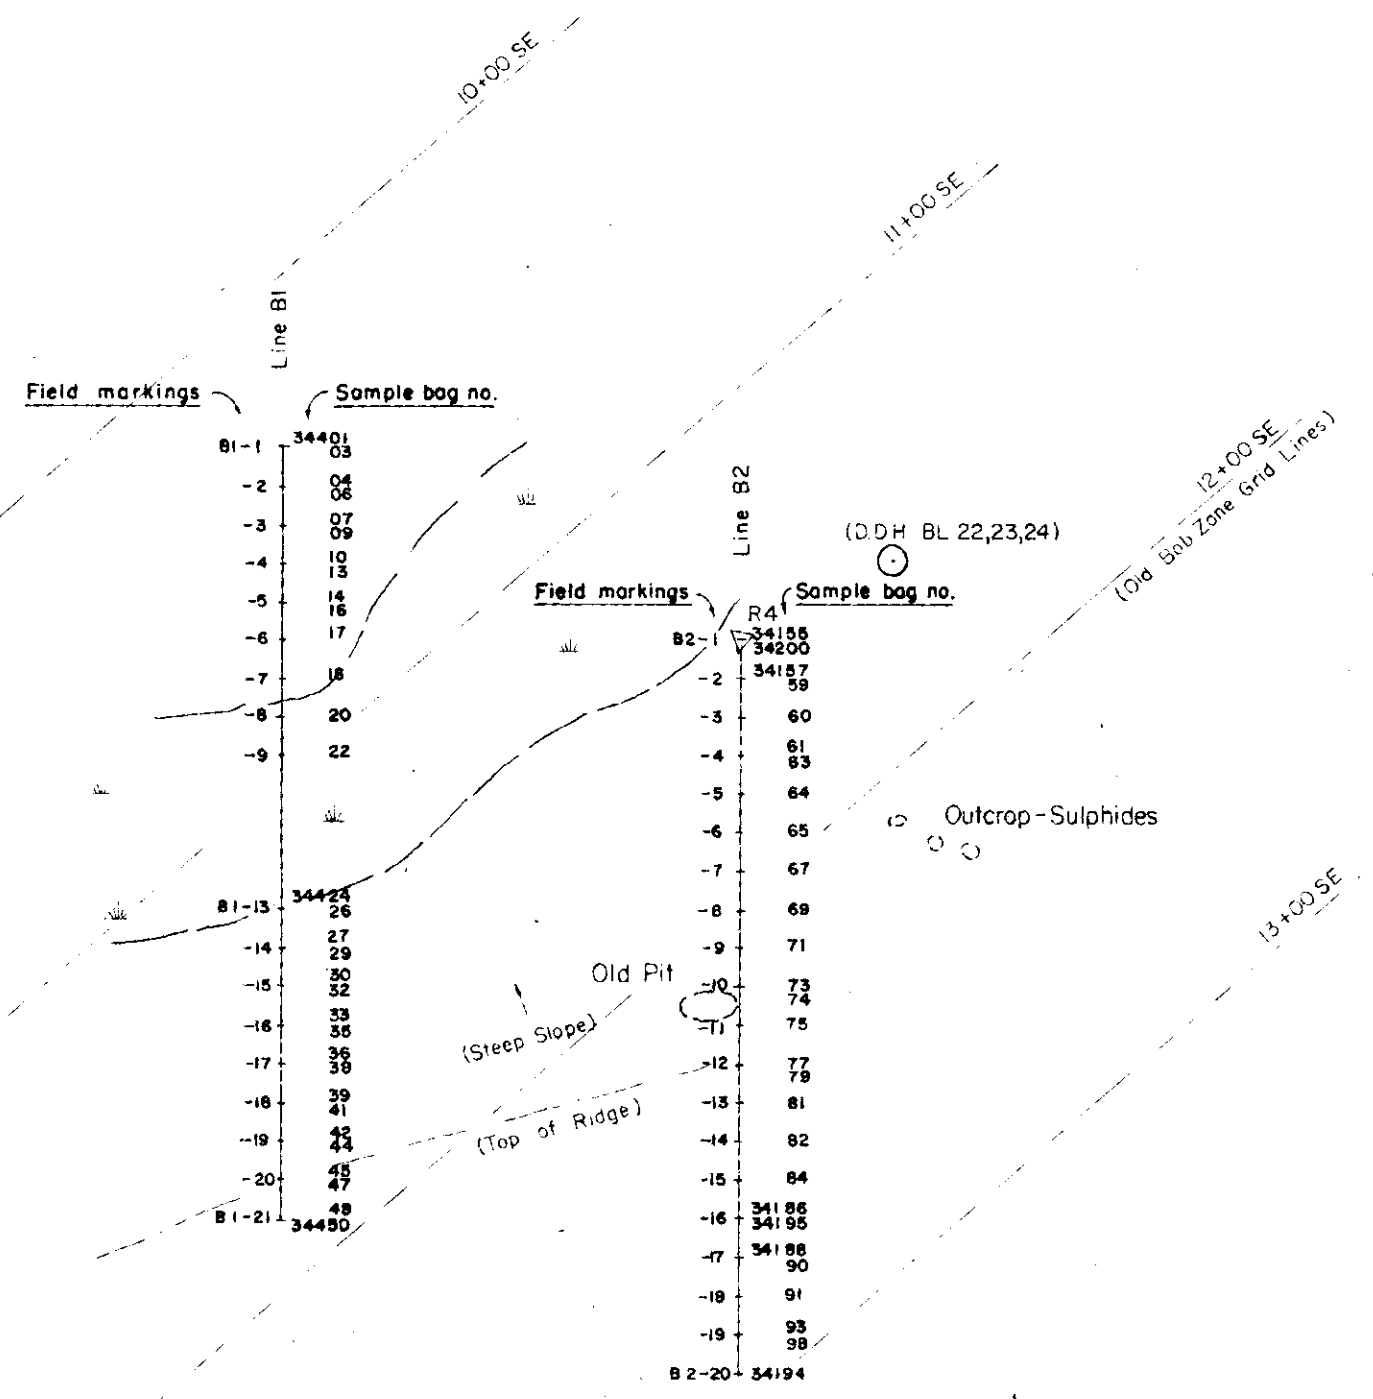 10+00 SE
11+00 SE
12+00 SE
(Old Bob Zone Grid Lines)
13+00 SE
Line B1
Field markings
Sample bag no.
B1-1 34401
03
-2 04
06
-3 07
09
-4 10
13
-5 14
16
-6 17
-7 18
-8 20
-9 22
B1-13 34424
26
-14 27
29
-15 30
32
-16 33
35
-17 36
38
-18 39
41
-19 42
44
-20 45
47
48
B1-21 34450
Line B2
(D.D.H BL 22,23,24)
Field markings
Sample bag no.
R4
B2-1 34155
34200
-2 34157
59
-3 60
-4 61
63
-5 64
-6 65
-7 67
-8 69
-9 71
-10 73
74
-11 75
-12 77
79
-13 81
-14 82
-15 84
-16 34186
34195
-17 34188
90
-18 91
-19 93
98
B2-20 34194
Outcrop-Sulphides
Old Pit
(Steep Slope)
(Top of Ridge)